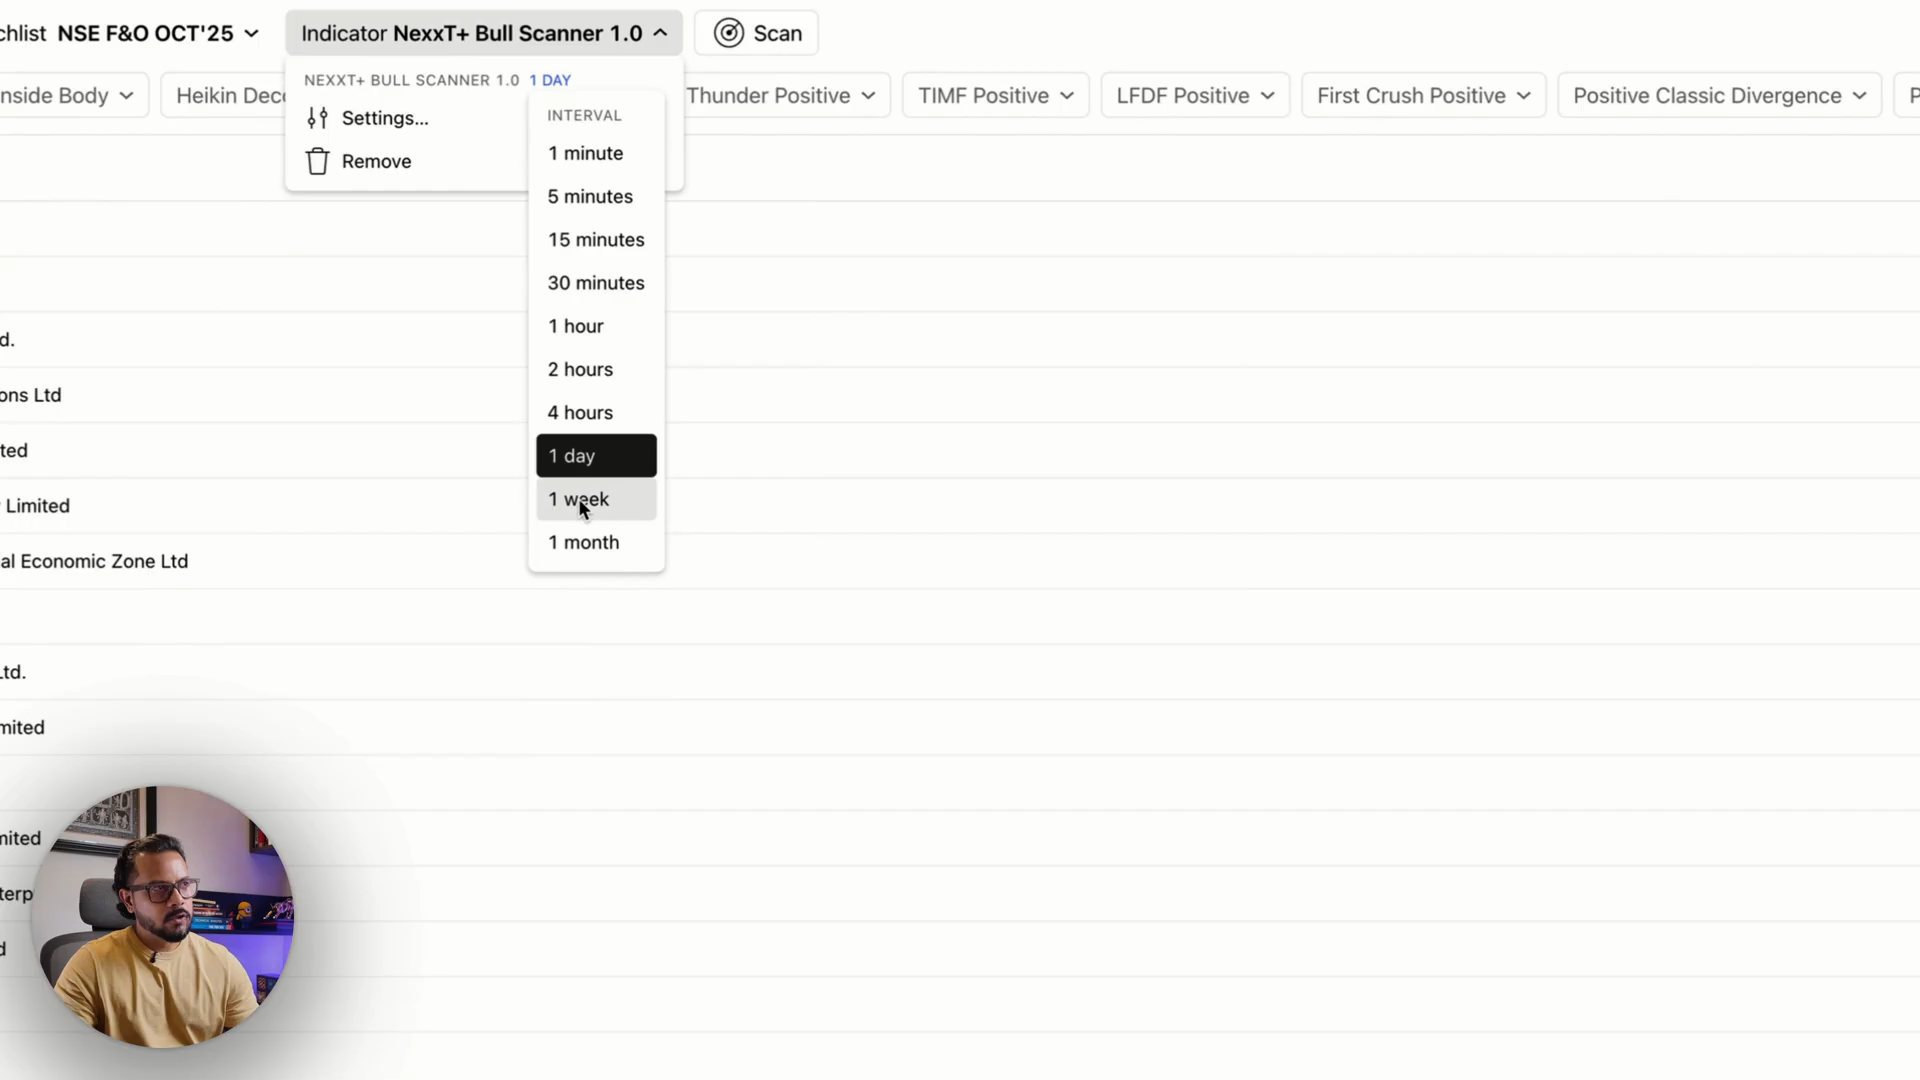 chlist NSE F&O OCT'25
Indicator NexxT+ Bull Scanner 1.0
Scan
NEXXT+ BULL SCANNER 1.0 1 DAY
nside Body
Heikin Dec
Thunder Positive
TIMF Positive
LFDF Positive
First Crush Positive
Positive Classic Divergence
P
Settings...
Remove
INTERVAL
1 minute
5 minutes
15 minutes
30 minutes
1 hour
2 hours
4 hours
1 day
1 week
1 month
d.
ons Ltd
ted
Limited
al Economic Zone Ltd
Ltd.
mited
mited
terp
d